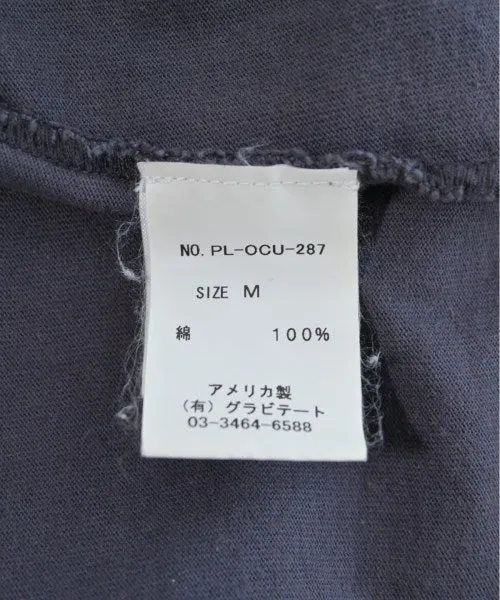 NO. PL-OCU-287
SIZE M
綿 100%
アメリカ製
(有) グラビテート
03-3464-6588